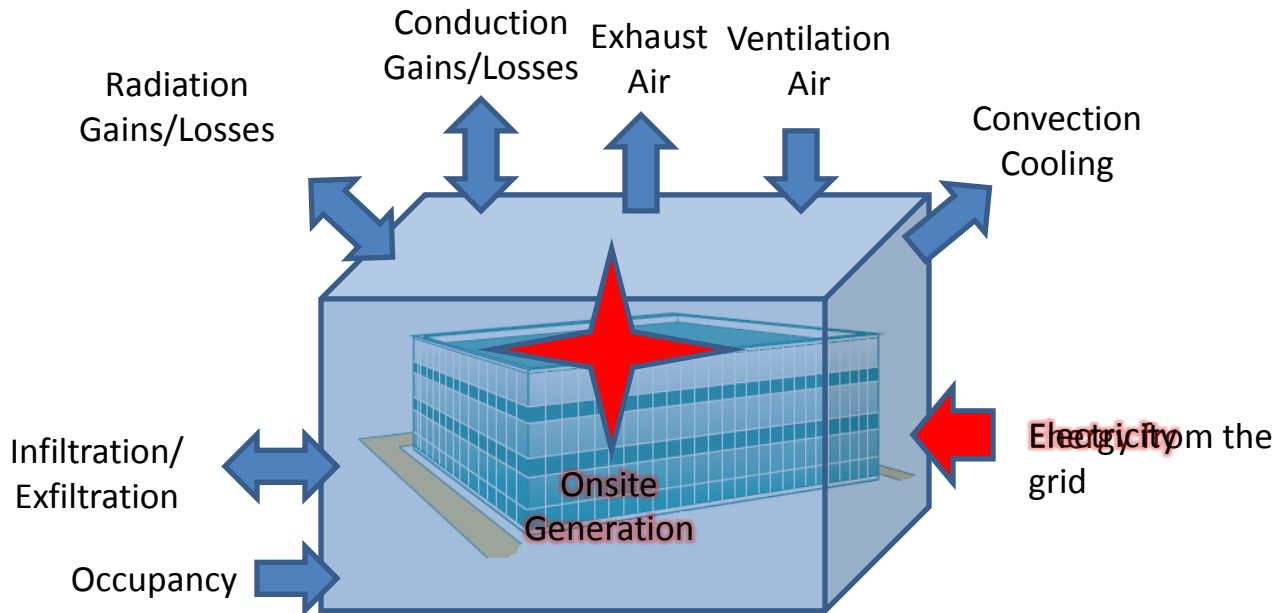 Conduction
Gains/Losses
Exhaust
Air
Ventilation
Air
Radiation
Gains/Losses
Convection
Cooling
Infiltration/
Exfiltration
Onsite
Generation
Occupancy
from the
grid